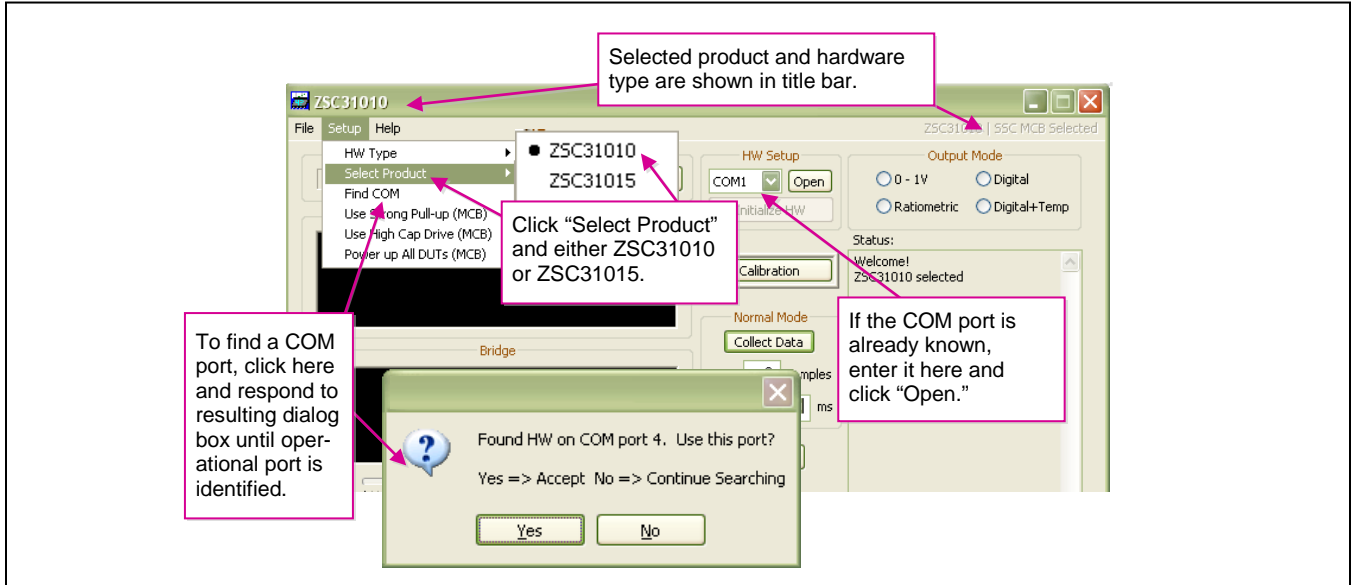 Selected product and hardware
type are shown in title bar.
ZSC31010
File Setup Help
SSC MCB Selected
HW Type
Select Product
Find COM
Use Strong Pull-up (MCB)
Use High Cap Drive (MCB)
Power up All DUTs (MCB)
ZSC31010
ZSC31015
Click “Select Product”
and either ZSC31010
or ZSC31015.
HW Setup
COM1 Open
Initialize HW
Output Mode
0 - 1V Digital
Ratiometric Digital+Temp
Calibration
Status:
Welcome!
ZSC31010 selected
Normal Mode
Collect Data
ms
If the COM port is
already known,
enter it here and
click “Open.”
To find a COM
port, click here
and respond to
resulting dialog
box until oper-
ational port is
identified.
Bridge
Found HW on COM port 4. Use this port?
Yes => Accept No => Continue Searching
Yes No